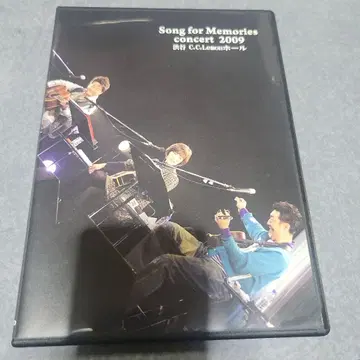 Song for Memories
concert 2009
渋谷 C.C.Lemonホール